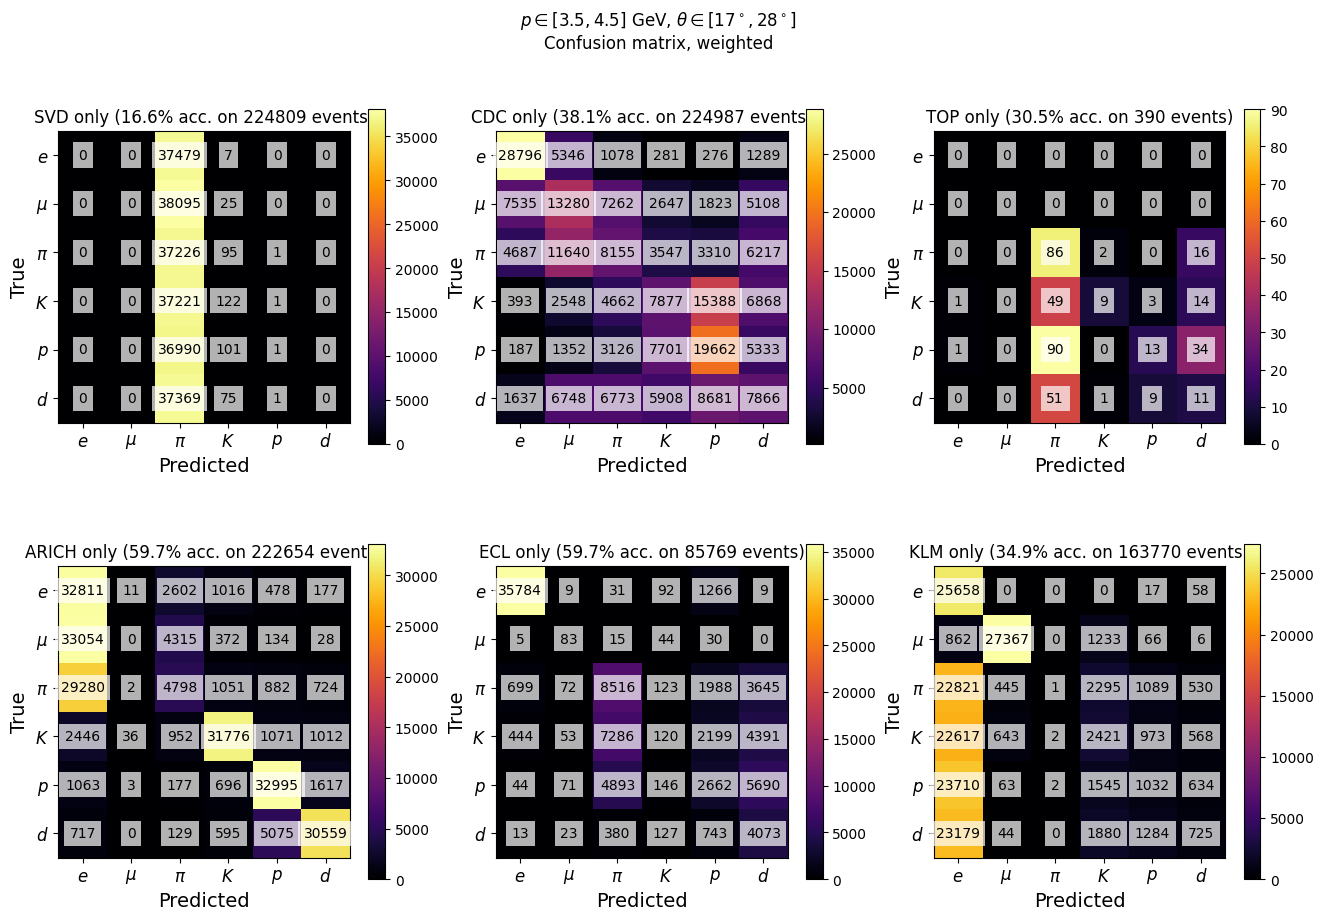 p ∈ [3.5, 4.5] GeV, θ ∈ [17°, 28°]
Confusion matrix, weighted
SVD only (16.6% acc. on 224809 events
True
e 0 0 37479 7 0 0
μ 0 0 38095 25 0 0
π 0 0 37226 95 1 0
K 0 0 37221 122 1 0
p 0 0 36990 101 1 0
d 0 0 37369 75 1 0
e μ π K p d
Predicted
35000
30000
25000
20000
15000
10000
5000
0
CDC only (38.1% acc. on 224987 events
True
e 28796 5346 1078 281 276 1289
μ 7535 13280 7262 2647 1823 5108
π 4687 11640 8155 3547 3310 6217
K 393 2548 4662 7877 15388 6868
p 187 1352 3126 7701 19662 5333
d 1637 6748 6773 5908 8681 7866
e μ π K p d
Predicted
25000
20000
15000
10000
5000
TOP only (30.5% acc. on 390 events)
True
e 0 0 0 0 0 0
μ 0 0 0 0 0 0
π 0 0 86 2 0 16
K 1 0 49 9 3 14
p 1 0 90 0 13 34
d 0 0 51 1 9 11
e μ π K p d
Predicted
90
80
70
60
50
40
30
20
10
0
ARICH only (59.7% acc. on 222654 event
True
e 32811 11 2602 1016 478 177
μ 33054 0 4315 372 134 28
π 29280 2 4798 1051 882 724
K 2446 36 952 31776 1071 1012
p 1063 3 177 696 32995 1617
d 717 0 129 595 5075 30559
e μ π K p d
Predicted
30000
25000
20000
15000
10000
5000
0
ECL only (59.7% acc. on 85769 events)
True
e 35784 9 31 92 1266 9
μ 5 83 15 44 30 0
π 699 72 8516 123 1988 3645
K 444 53 7286 120 2199 4391
p 44 71 4893 146 2662 5690
d 13 23 380 127 743 4073
e μ π K p d
Predicted
35000
30000
25000
20000
15000
10000
5000
0
KLM only (34.9% acc. on 163770 events
True
e 25658 0 0 0 17 58
μ 862 27367 0 1233 66 6
π 22821 445 1 2295 1089 530
K 22617 643 2 2421 973 568
p 23710 63 2 1545 1032 634
d 23179 44 0 1880 1284 725
e μ π K p d
Predicted
25000
20000
15000
10000
5000
0